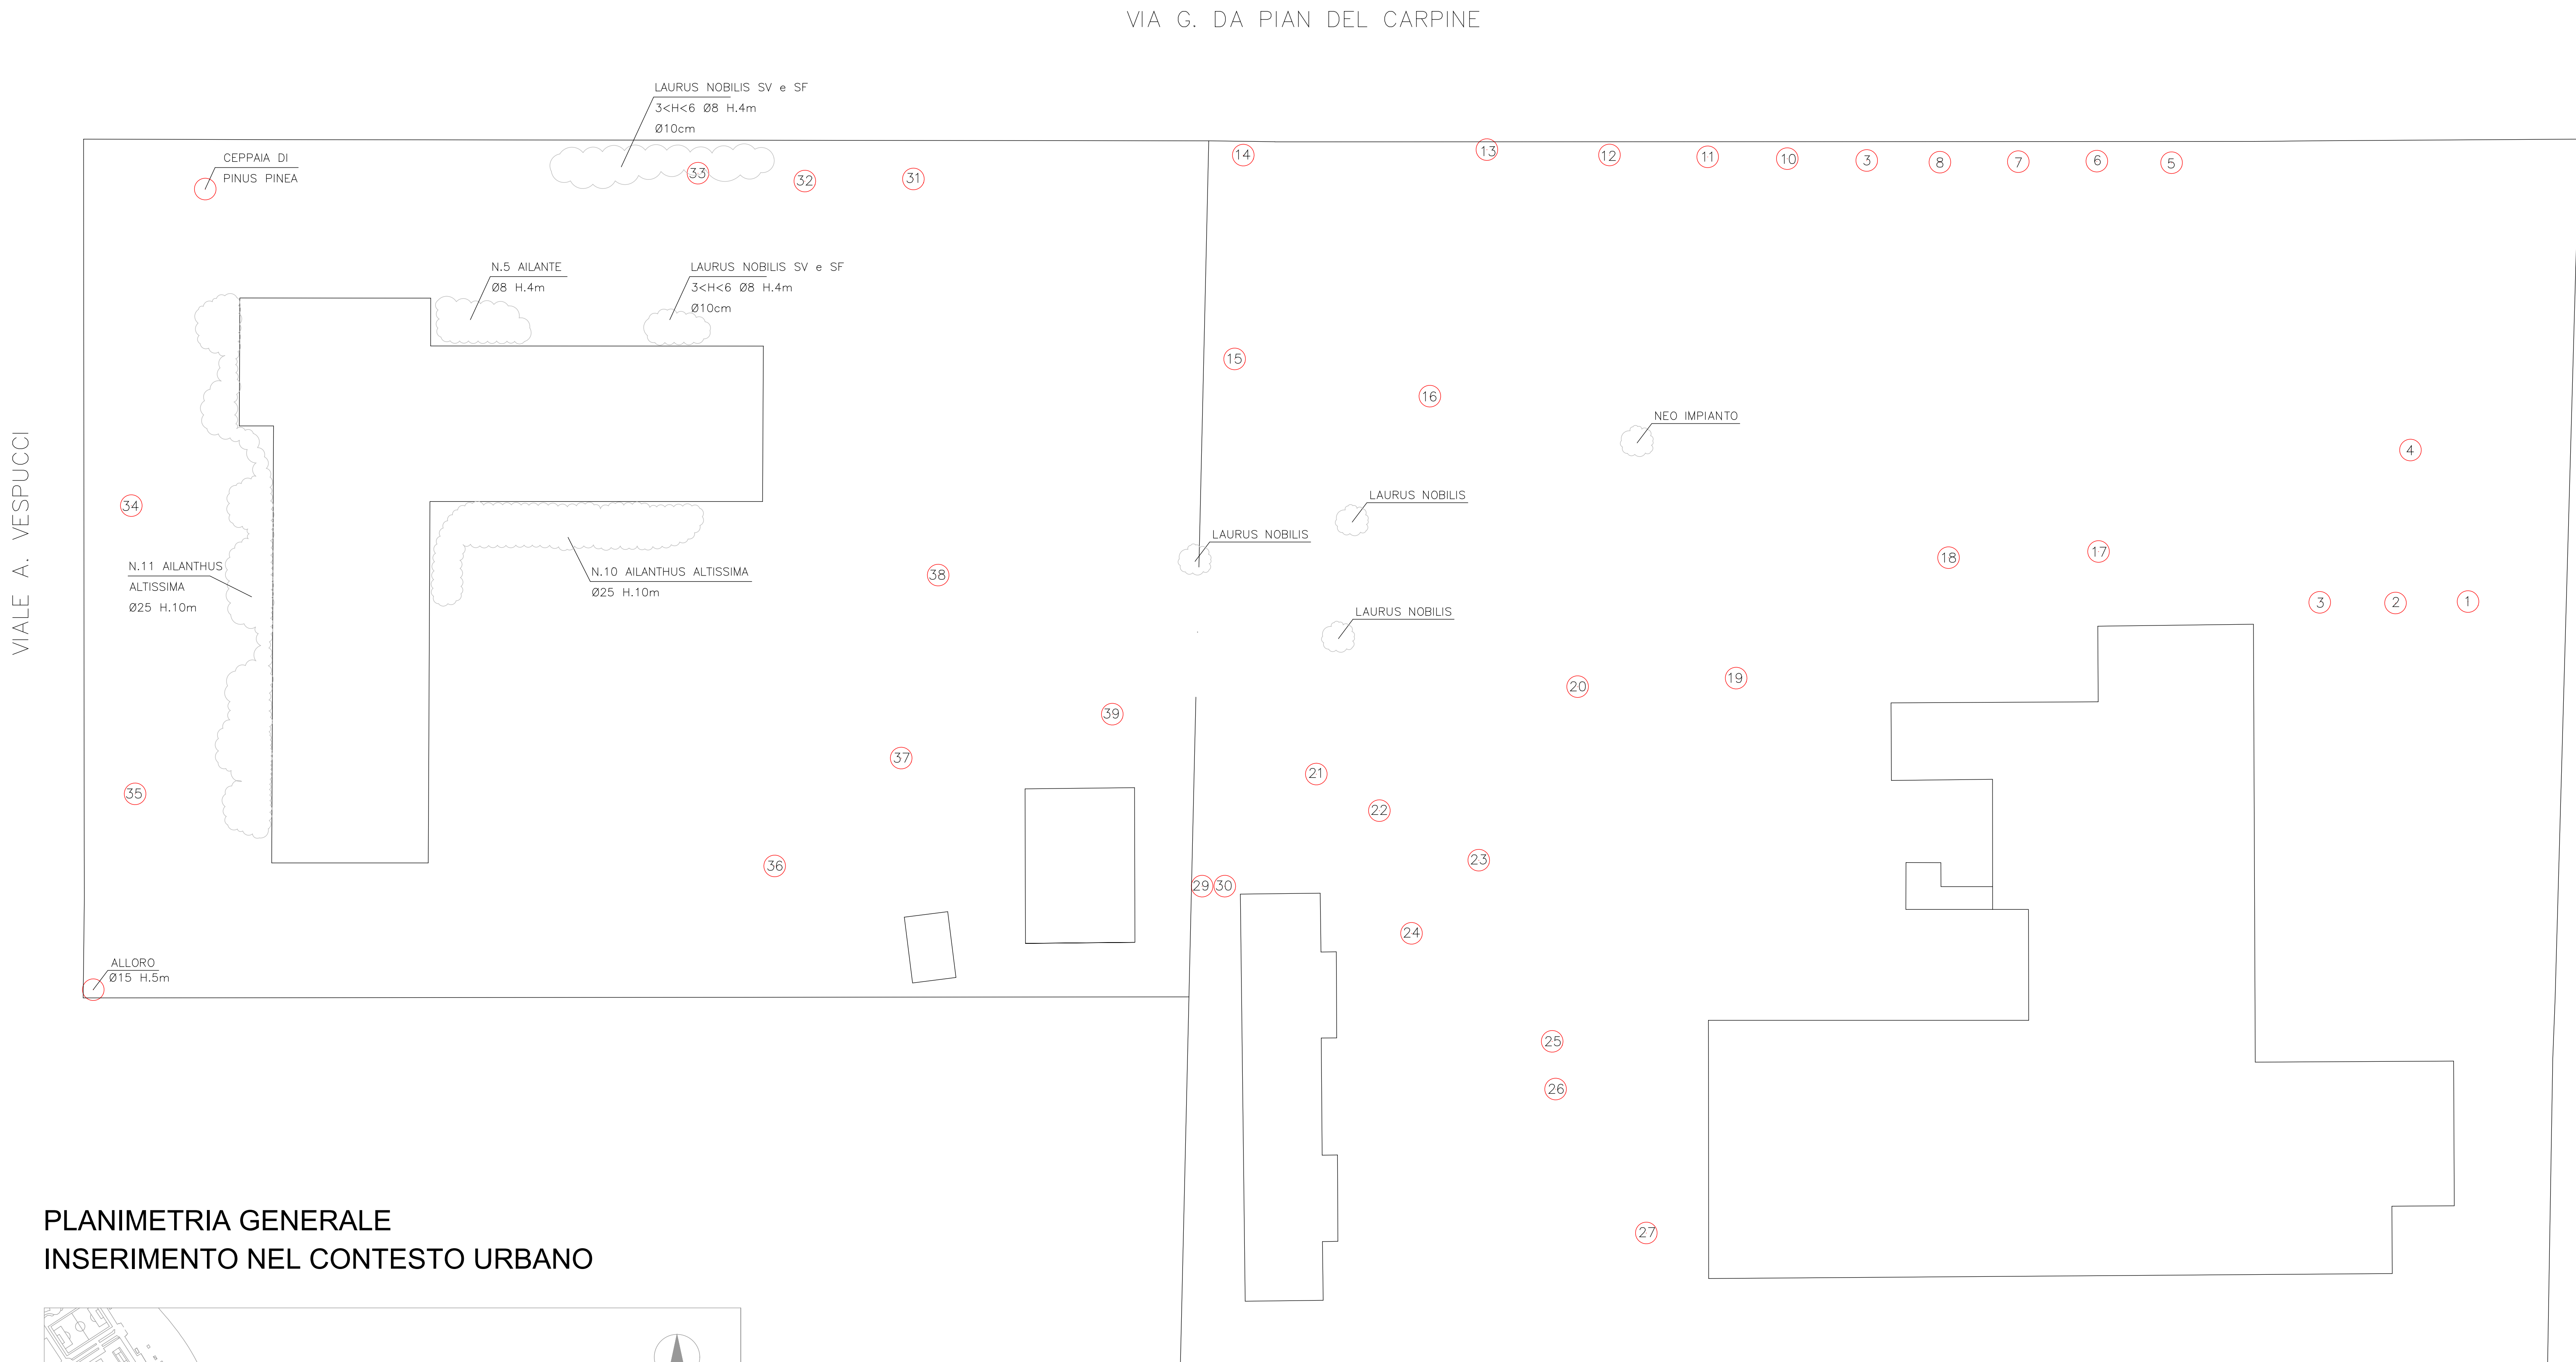 VIA G. DA PIAN DEL CARPINE
LAURUS NOBILIS SV e SF
3<H<6 Ø8 H.4m
Ø10cm
CEPPAIA DI
PINUS PINEA
33
32
31
14
13
12
11
10
3
8
7
6
5
N.5 AILANTE
Ø8 H.4m
LAURUS NOBILIS SV e SF
3<H<6 Ø8 H.4m
Ø10cm
15
16
NEO IMPIANTO
4
VIALE A. VESPUCCI
34
LAURUS NOBILIS
LAURUS NOBILIS
N.11 AILANTHUS
ALTISSIMA
Ø25 H.10m
N.10 AILANTHUS ALTISSIMA
Ø25 H.10m
38
18
17
3
2
1
LAURUS NOBILIS
20
19
39
37
21
35
22
36
23
29
30
24
ALLORO
Ø15 H.5m
25
26
27
PLANIMETRIA GENERALE
INSERIMENTO NEL CONTESTO URBANO